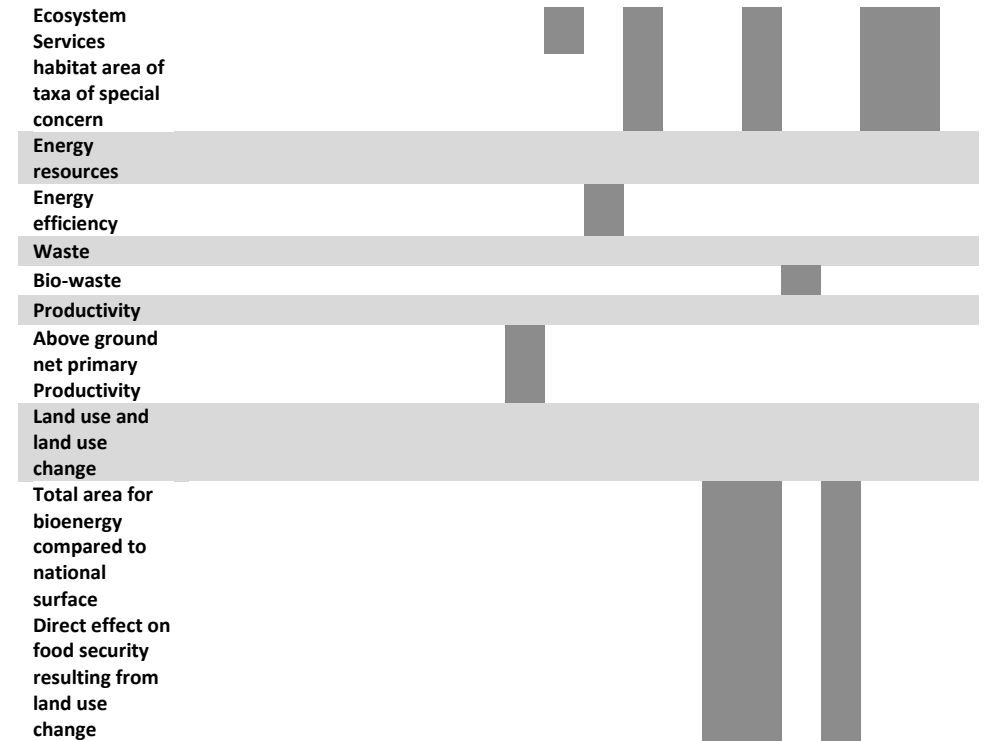 Ecosystem
Services
habitat area of
taxa of special
concern
Energy
resources
Energy
efficiency
Waste
Bio-waste
Productivity
Above ground
net primary
Productivity
Land use and
land use
change
Total area for
bioenergy
compared to
national
surface
Direct effect on
food security
resulting from
land use
change